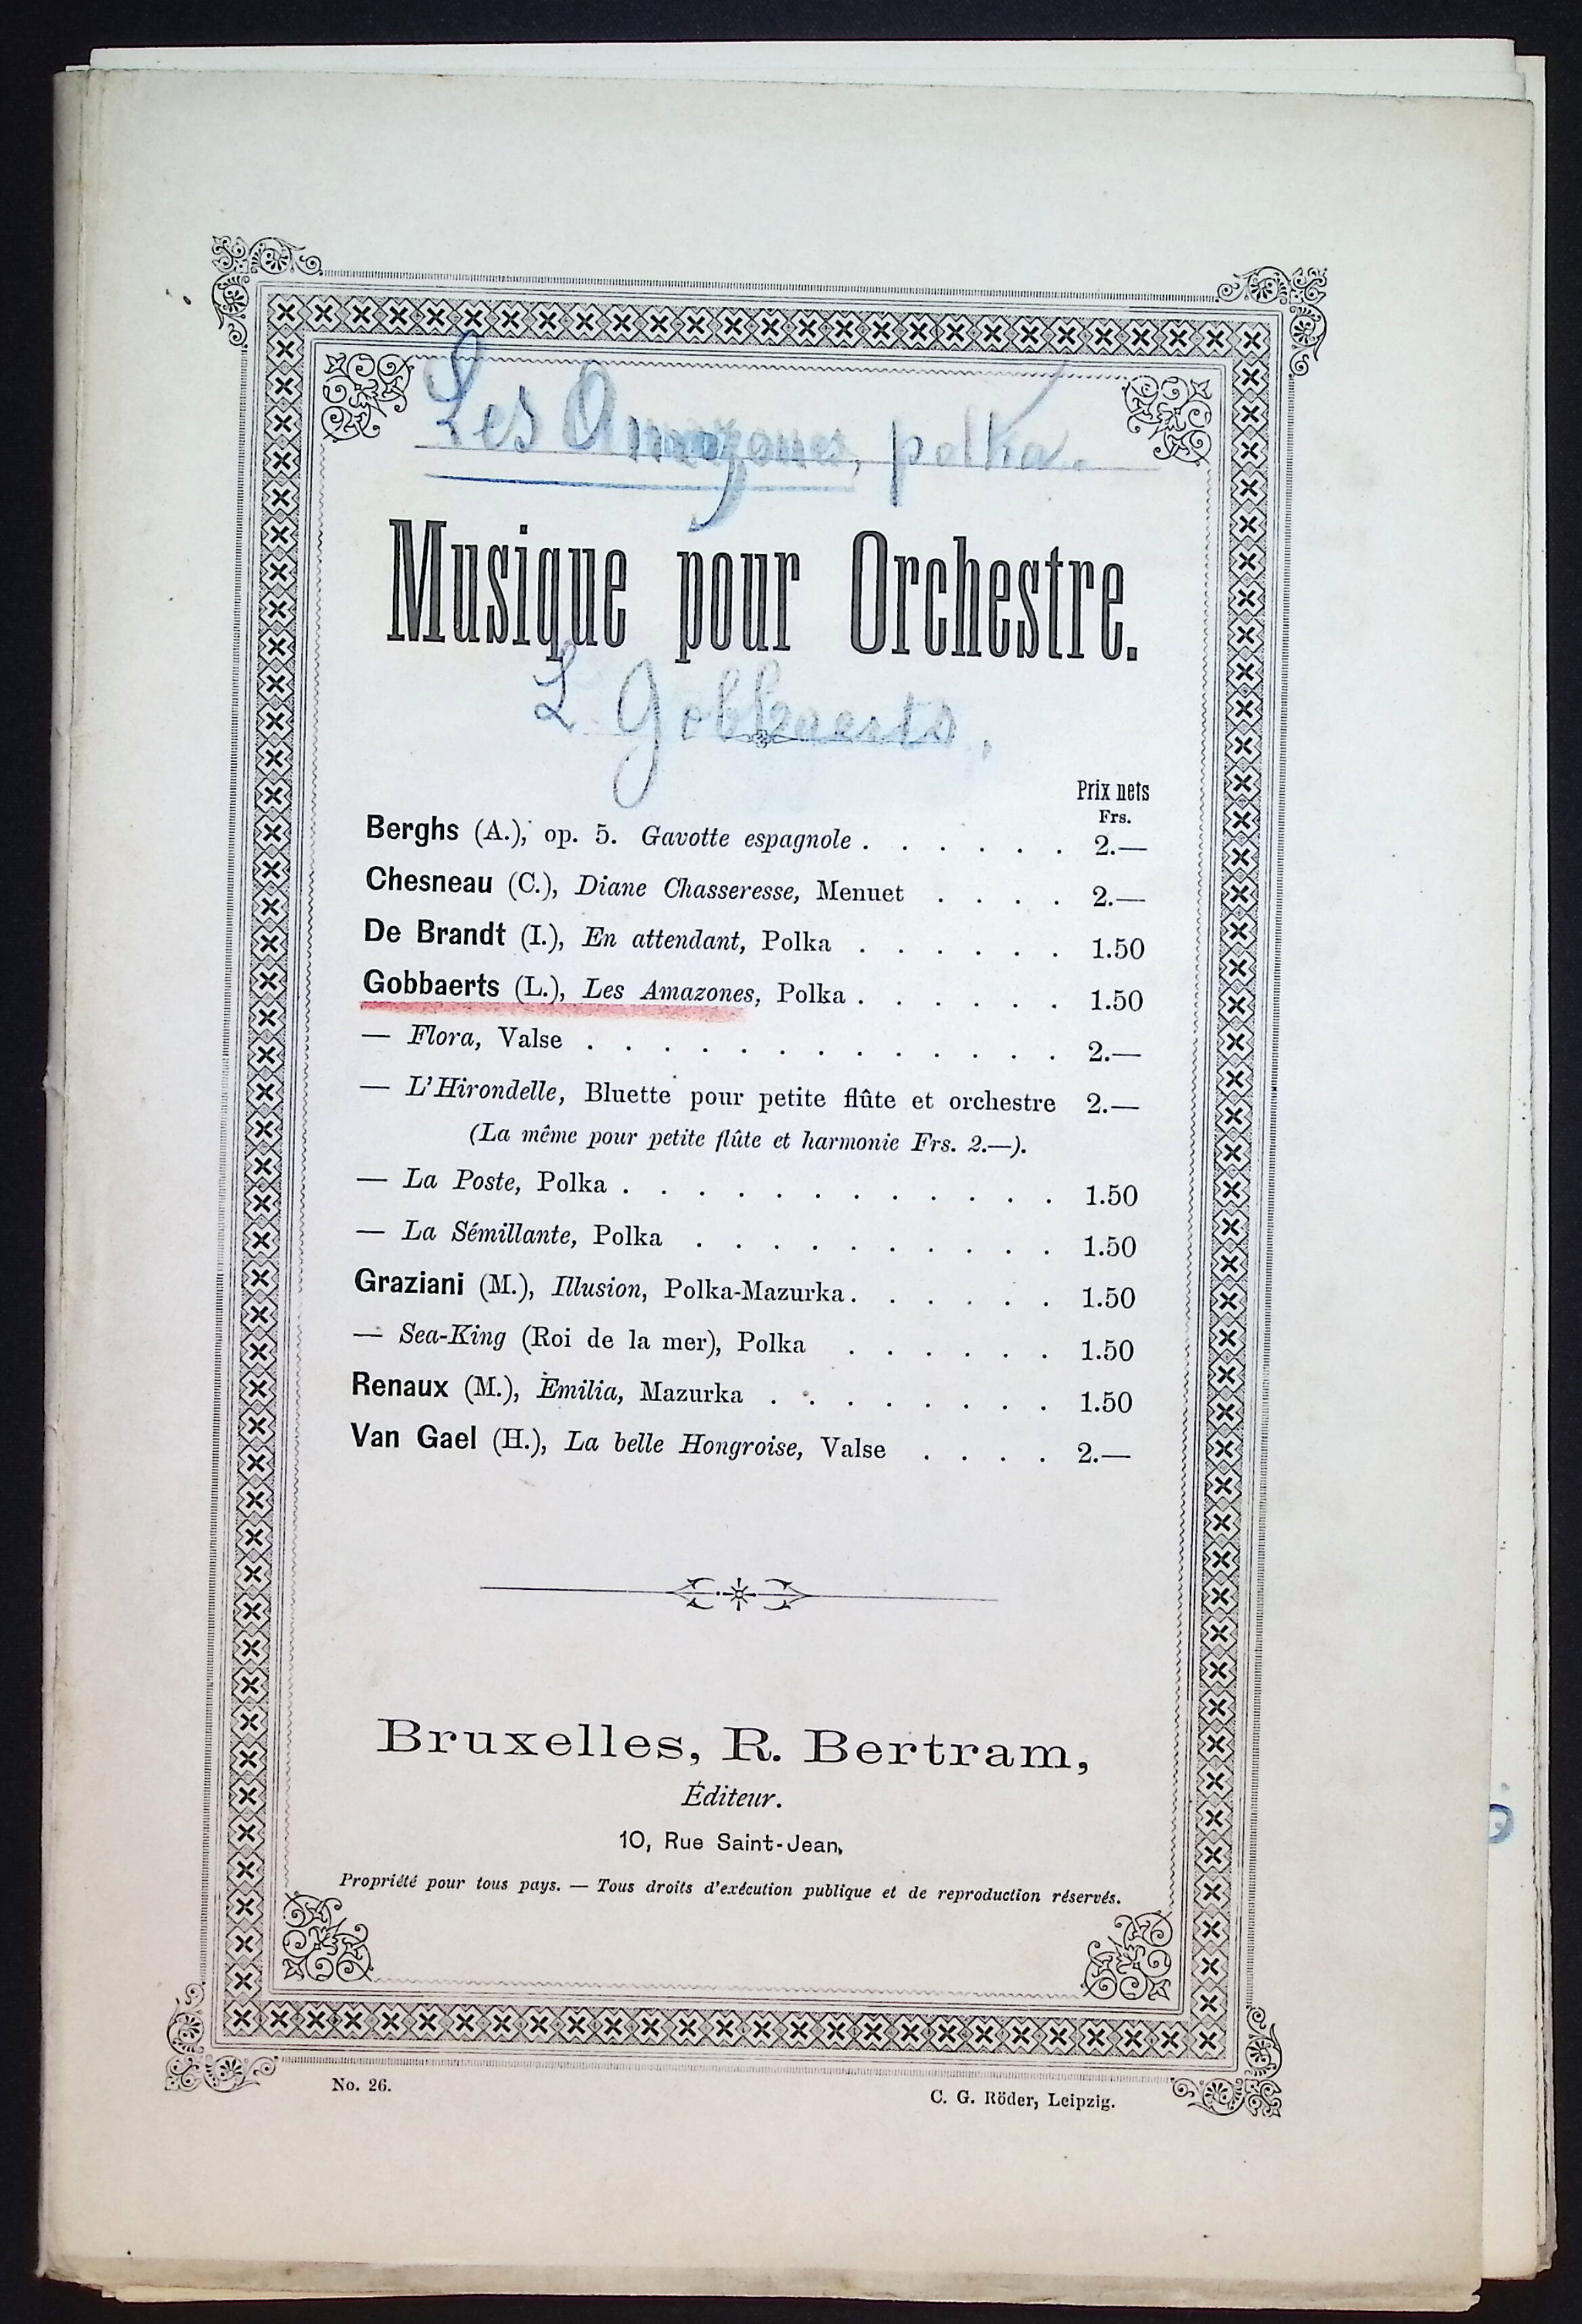 Les Amazones, polka.
Musique pour Orchestre.
L. Gobbaerts,
Prix nets
Frs.
Berghs (A.), op. 5. Gavotte espagnole . . . . . . 2.—
Chesneau (C.), Diane Chasseresse, Menuet . . . . 2.—
De Brandt (I.), En attendant, Polka . . . . . . 1.50
Gobbaerts (L.), Les Amazones, Polka . . . . . . 1.50
— Flora, Valse . . . . . . . . . . . . . 2.—
— L'Hirondelle, Bluette pour petite flûte et orchestre 2.—
(La même pour petite flûte et harmonie Frs. 2.—).
— La Poste, Polka . . . . . . . . . . . . 1.50
— La Sémillante, Polka . . . . . . . . . . 1.50
Graziani (M.), Illusion, Polka-Mazurka . . . . . . 1.50
— Sea-King (Roi de la mer), Polka . . . . . . 1.50
Renaux (M.), Èmilia, Mazurka . . . . . . . . 1.50
Van Gael (H.), La belle Hongroise, Valse . . . . 2.—
Bruxelles, R. Bertram,
Éditeur.
10, Rue Saint-Jean,
Propriété pour tous pays. — Tous droits d'exécution publique et de reproduction réservés.
No. 26.
C. G. Röder, Leipzig.